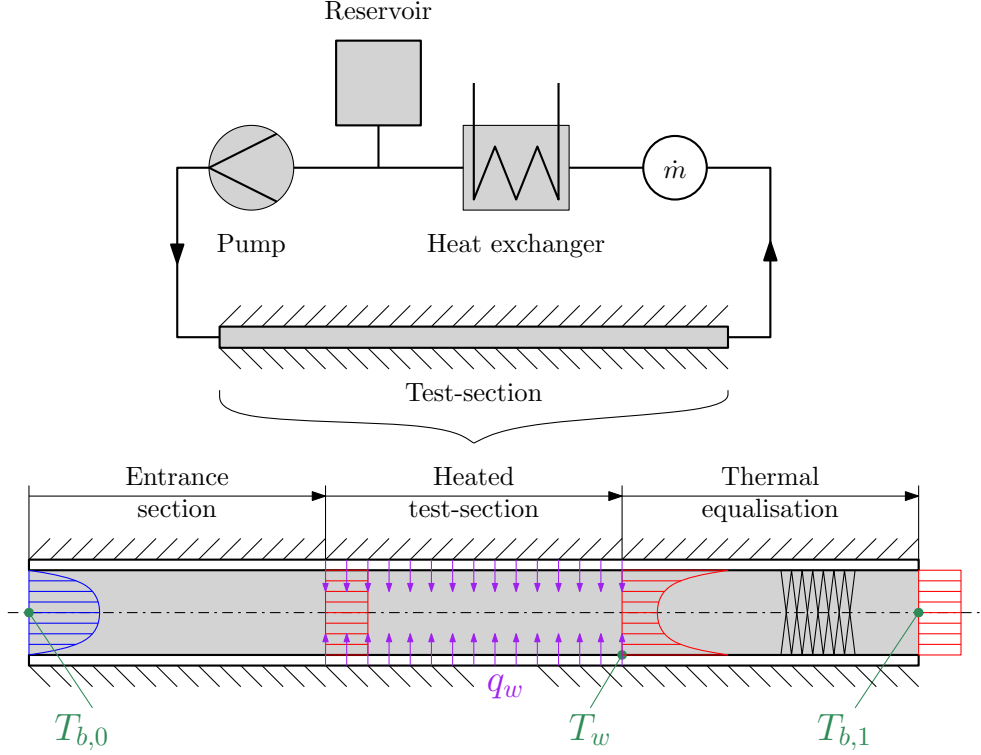 Reservoir
ṁ
Pump
Heat exchanger
Test-section
Entrance
section
Heated
test-section
Thermal
equalisation
q_w
T_{b,0}
T_w
T_{b,1}